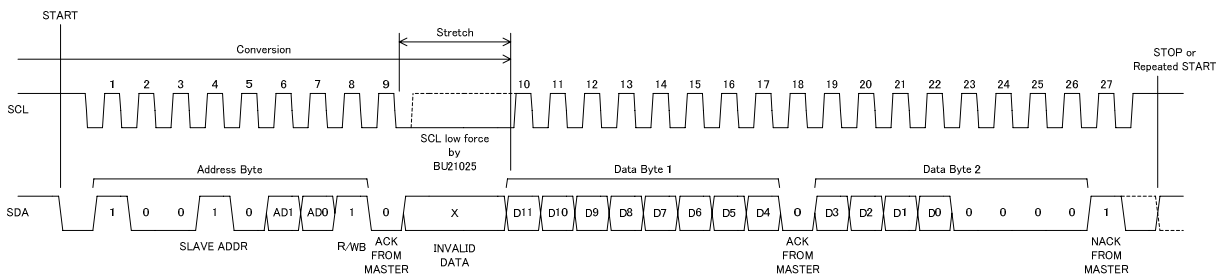 START
Stretch
Conversion
STOP or
Repeated START
1 2 3 4 5 6 7 8 9 10 11 12 13 14 15 16 17 18 19 20 21 22 23 24 25 26 27
SCL
SCL low force
by
BU21025
Address Byte
Data Byte 1
Data Byte 2
SDA
1 0 0 1 0 AD1 AD0 1 0 X D11 D10 D9 D8 D7 D6 D5 D4 0 D3 D2 D1 D0 0 0 0 0 1
SLAVE ADDR
R/WB
ACK
FROM
MASTER
INVALID
DATA
ACK
FROM
MASTER
NACK
FROM
MASTER